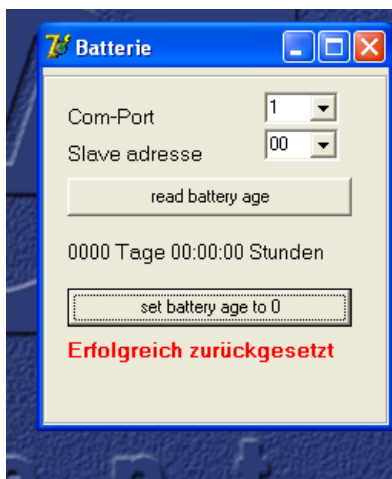 Batterie
Com-Port 1
Slave adresse 00
read battery age
0000 Tage 00:00:00 Stunden
set battery age to 0
Erfolgreich zurückgesetzt